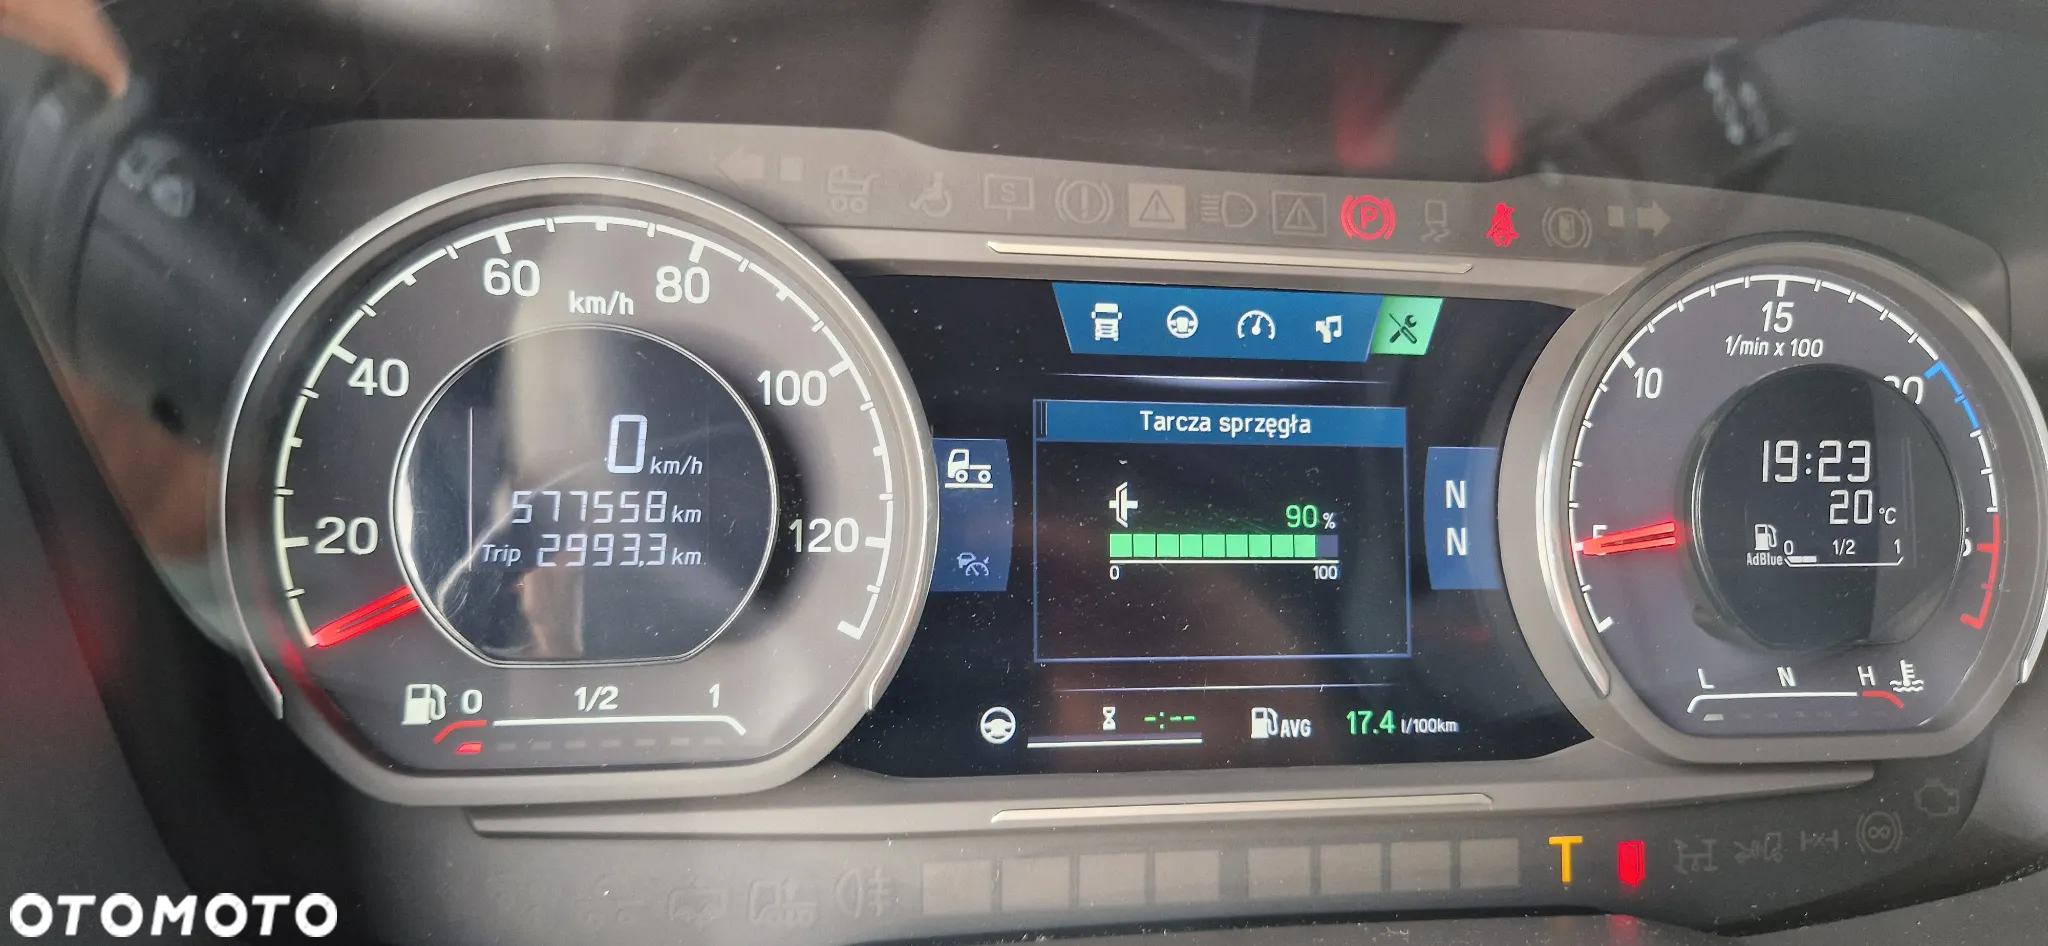 S
P
60
80
km/h
40
100
20
120
0 km/h
577558 km
Trip 2993,3 km
0 1/2 1
Tarcza sprzęgła
90 %
0 100
N
N
-:--
AVG 17.4 l/100km
15
1/min x 100
10
20
5
19:23
20 °C
AdBlue 0 1/2 1
L N H
T
OTOMOTO